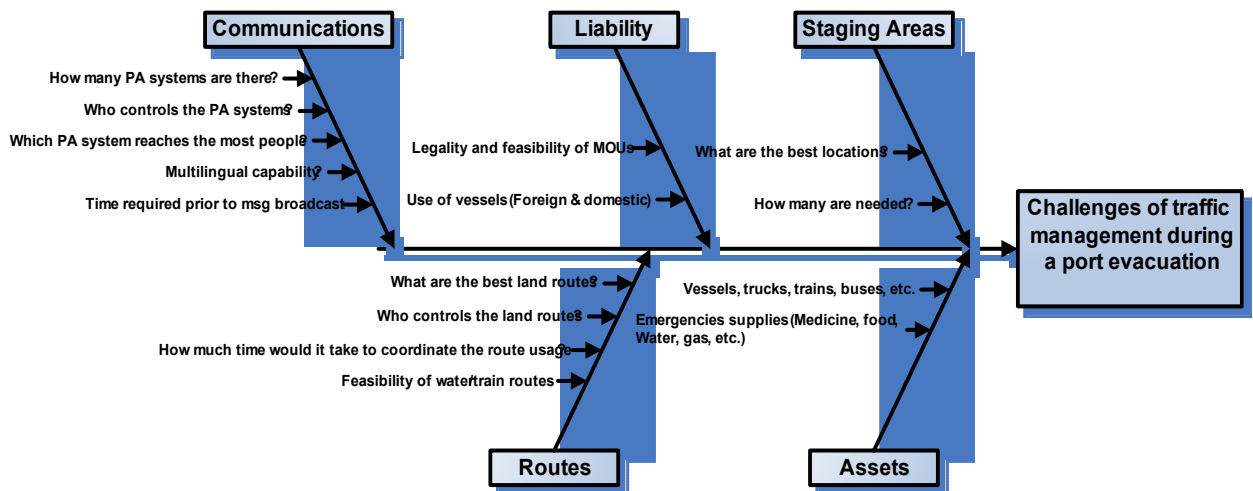 Communications
Liability
Staging Areas
How many PA systems are there?
Who controls the PA systems?
Which PA system reaches the most people?
Multilingual capability?
Time required prior to msg broadcast
Legality and feasibility of MOUs
Use of vessels (Foreign & domestic)
What are the best locations?
How many are needed?
Challenges of traffic
management during
a port evacuation
What are the best land routes?
Who controls the land routes?
How much time would it take to coordinate the route usage?
Feasibility of water/train routes
Vessels, trucks, trains, buses, etc.
Emergencies supplies (Medicine, food,
Water, gas, etc.)
Routes
Assets